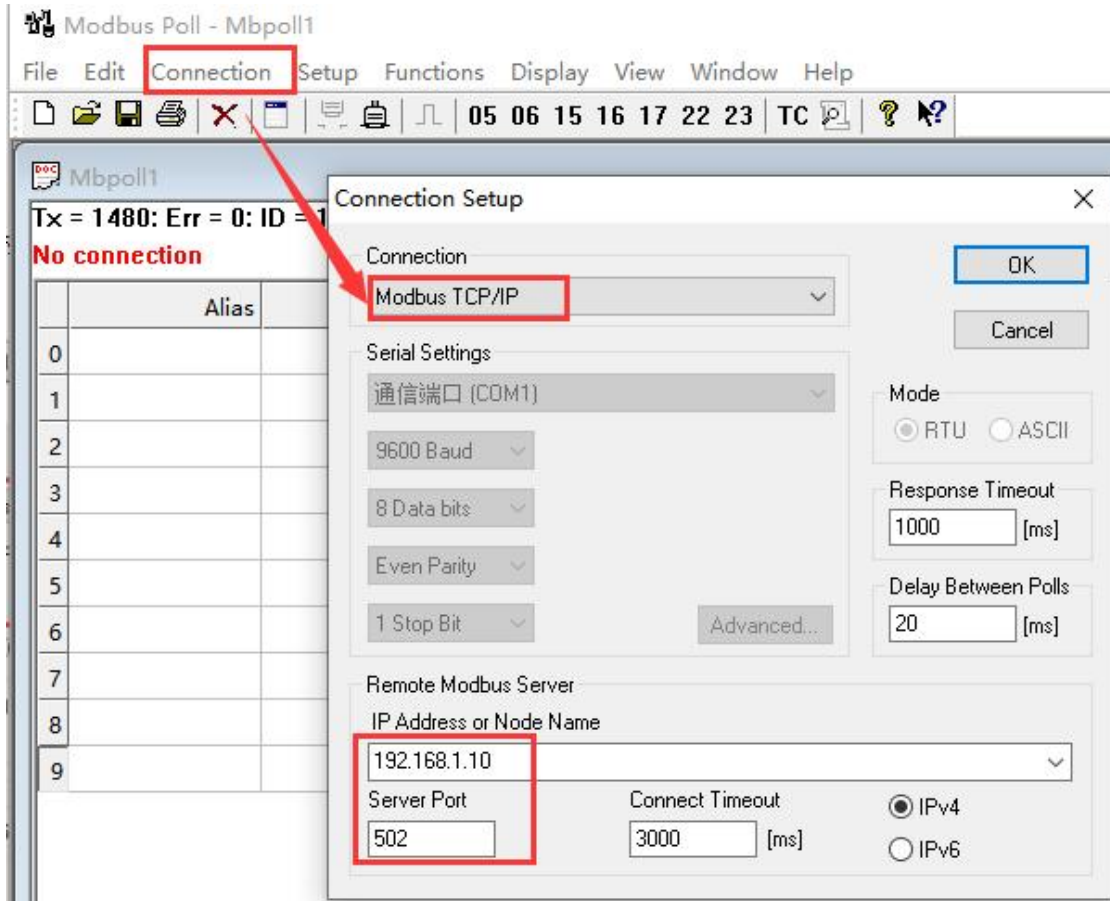 Modbus Poll - Mbpoll1
File Edit Connection Setup Functions Display View Window Help
05 06 15 16 17 22 23 TC
Mbpoll1
Tx = 1480: Err = 0: ID = 1
No connection
Alias
0
1
2
3
4
5
6
7
8
9
Connection Setup
Connection
Modbus TCP/IP
OK
Cancel
Serial Settings
通信端口 (COM1)
9600 Baud
8 Data bits
Even Parity
1 Stop Bit
Advanced...
Mode
RTU ASCII
Response Timeout
1000 [ms]
Delay Between Polls
20 [ms]
Remote Modbus Server
IP Address or Node Name
192.168.1.10
Server Port
502
Connect Timeout
3000 [ms]
IPv4
IPv6